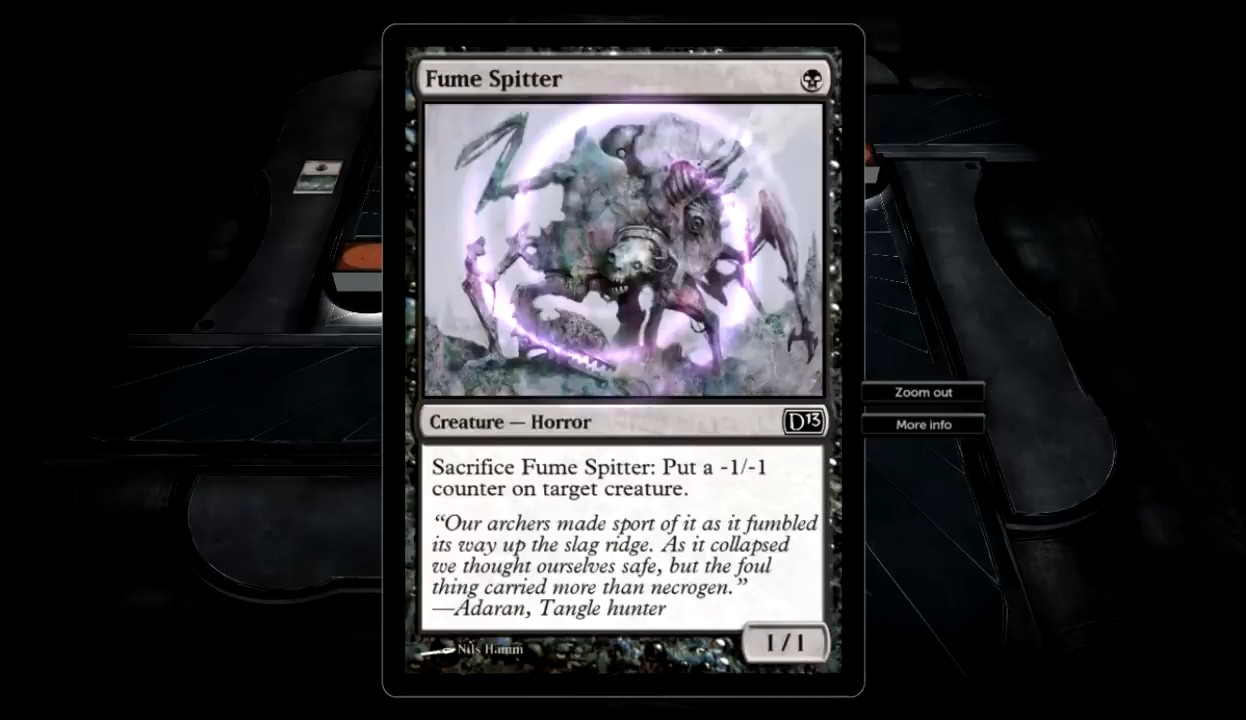 Fume Spitter
Creature — Horror
D13
Sacrifice Fume Spitter: Put a -1/-1
counter on target creature.
“Our archers made sport of it as it fumbled
its way up the slag ridge. As it collapsed
we thought ourselves safe, but the foul
thing carried more than necrogen.”
—Adaran, Tangle hunter
1/1
Nils Hamm
Zoom out
More info